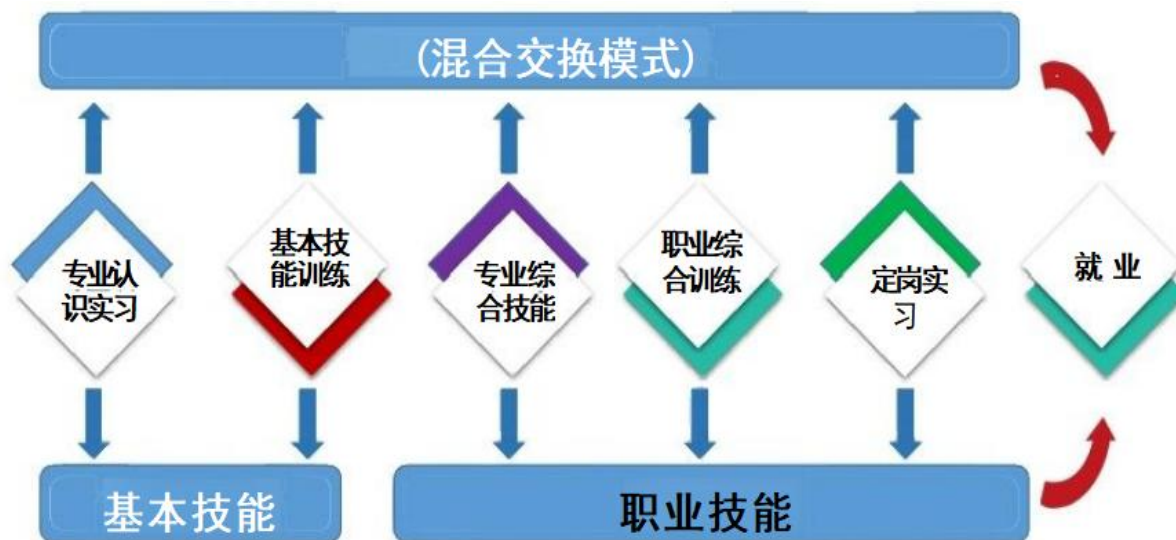 (混合交换模式)
专业认
识实习
基本技
能训练
专业综
合技能
职业综
合训练
定岗实
习
就 业
基本技能
职业技能